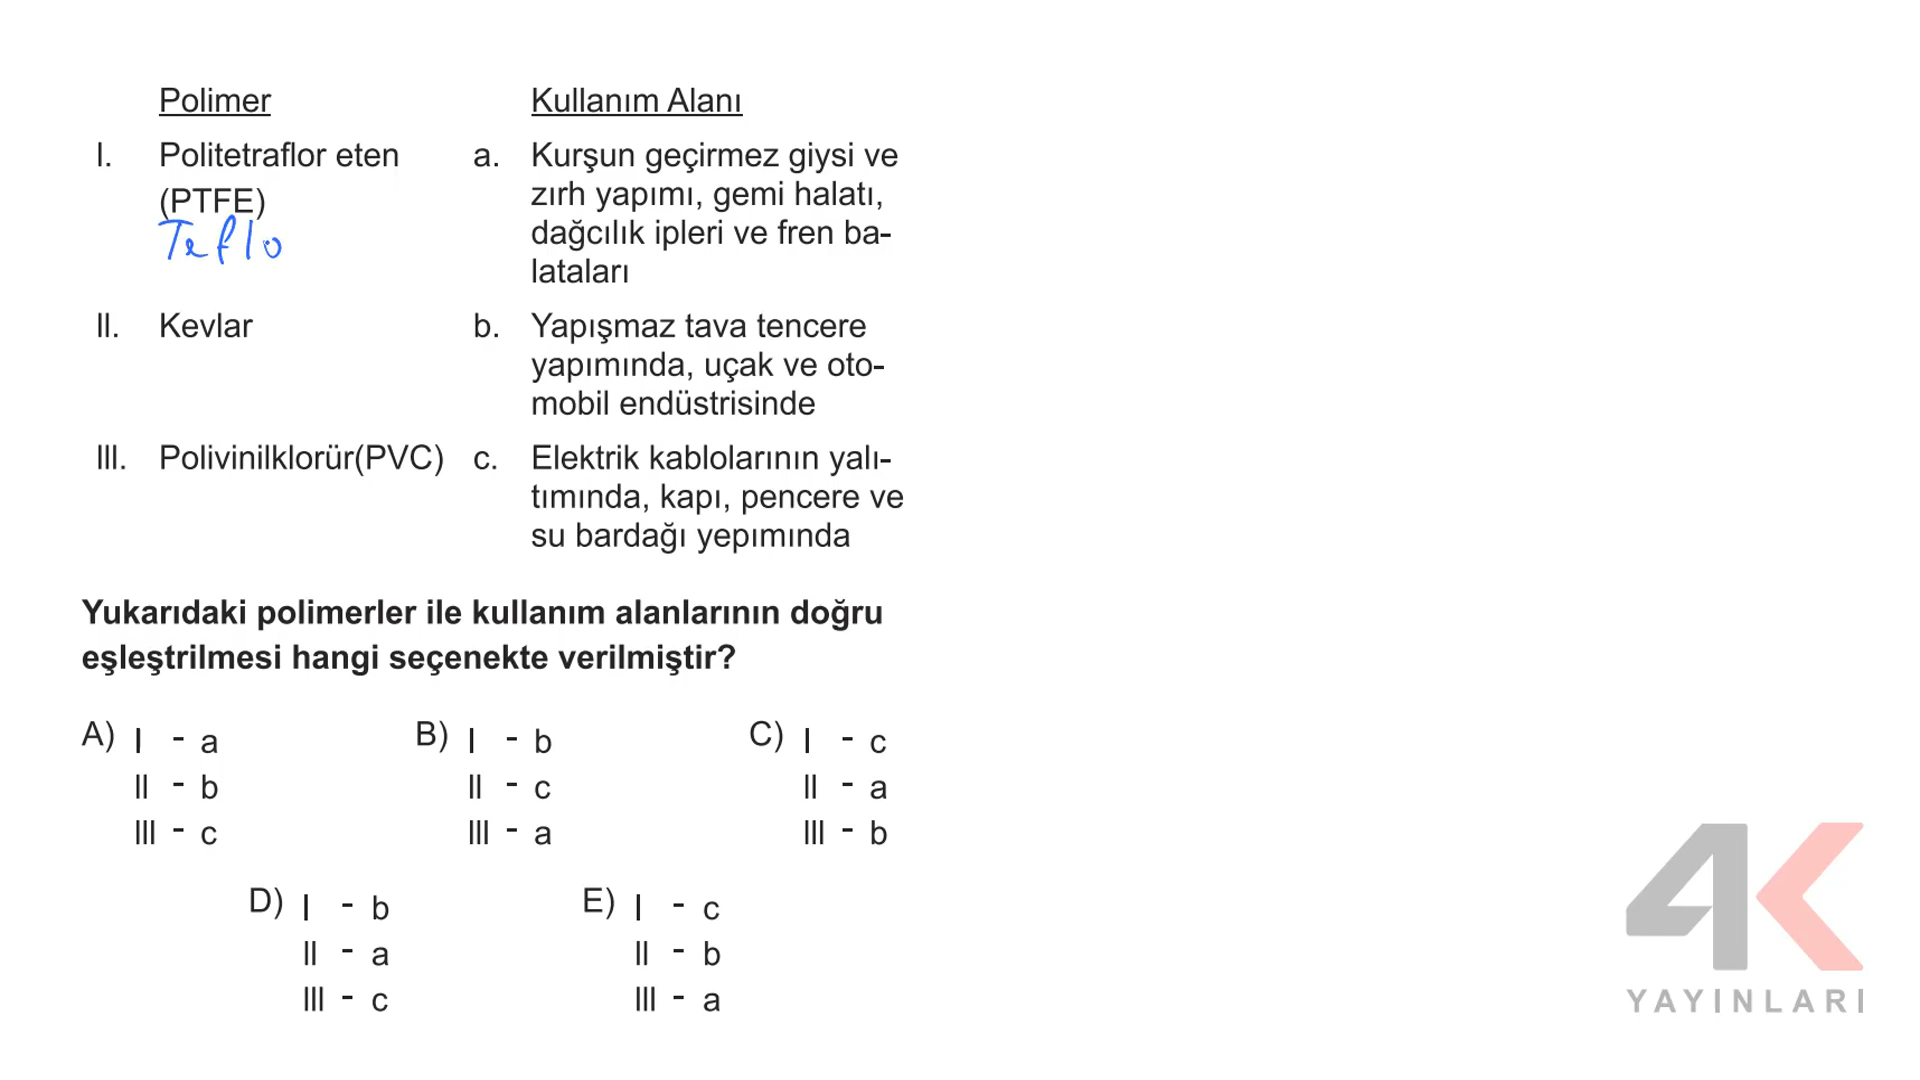 Polimer Kullanım Alanı
I. Politetraflor eten
(PTFE)
Teflo
a. Kurşun geçirmez giysi ve
zırh yapımı, gemi halatı,
dağcılık ipleri ve fren ba-
lataları
II. Kevlar
b. Yapışmaz tava tencere
yapımında, uçak ve oto-
mobil endüstrisinde
III. Polivinilklorür(PVC)
c. Elektrik kablolarının yalı-
tımında, kapı, pencere ve
su bardağı yepımında
Yukarıdaki polimerler ile kullanım alanlarının doğru
eşleştrilmesi hangi seçenekte verilmiştir?
A) I - a
II - b
III - c
B) I - b
II - c
III - a
C) I - c
II - a
III - b
D) I - b
II - a
III - c
E) I - c
II - b
III - a
4K
YAYINLARI